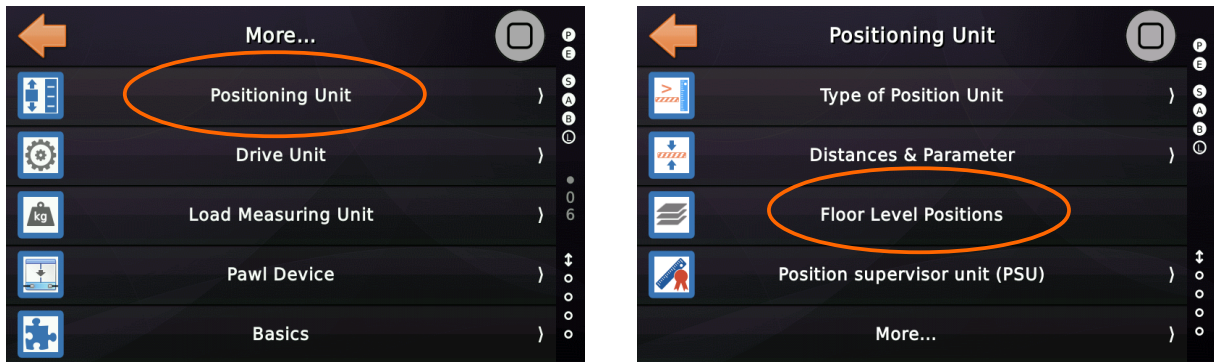 More...
P
E
Positioning Unit
S
A
B
L
Drive Unit
0
6
kg
Load Measuring Unit
Pawl Device
Basics
Positioning Unit
P
E
Type of Position Unit
S
A
B
L
Distances & Parameter
Floor Level Positions
Position supervisor unit (PSU)
More...